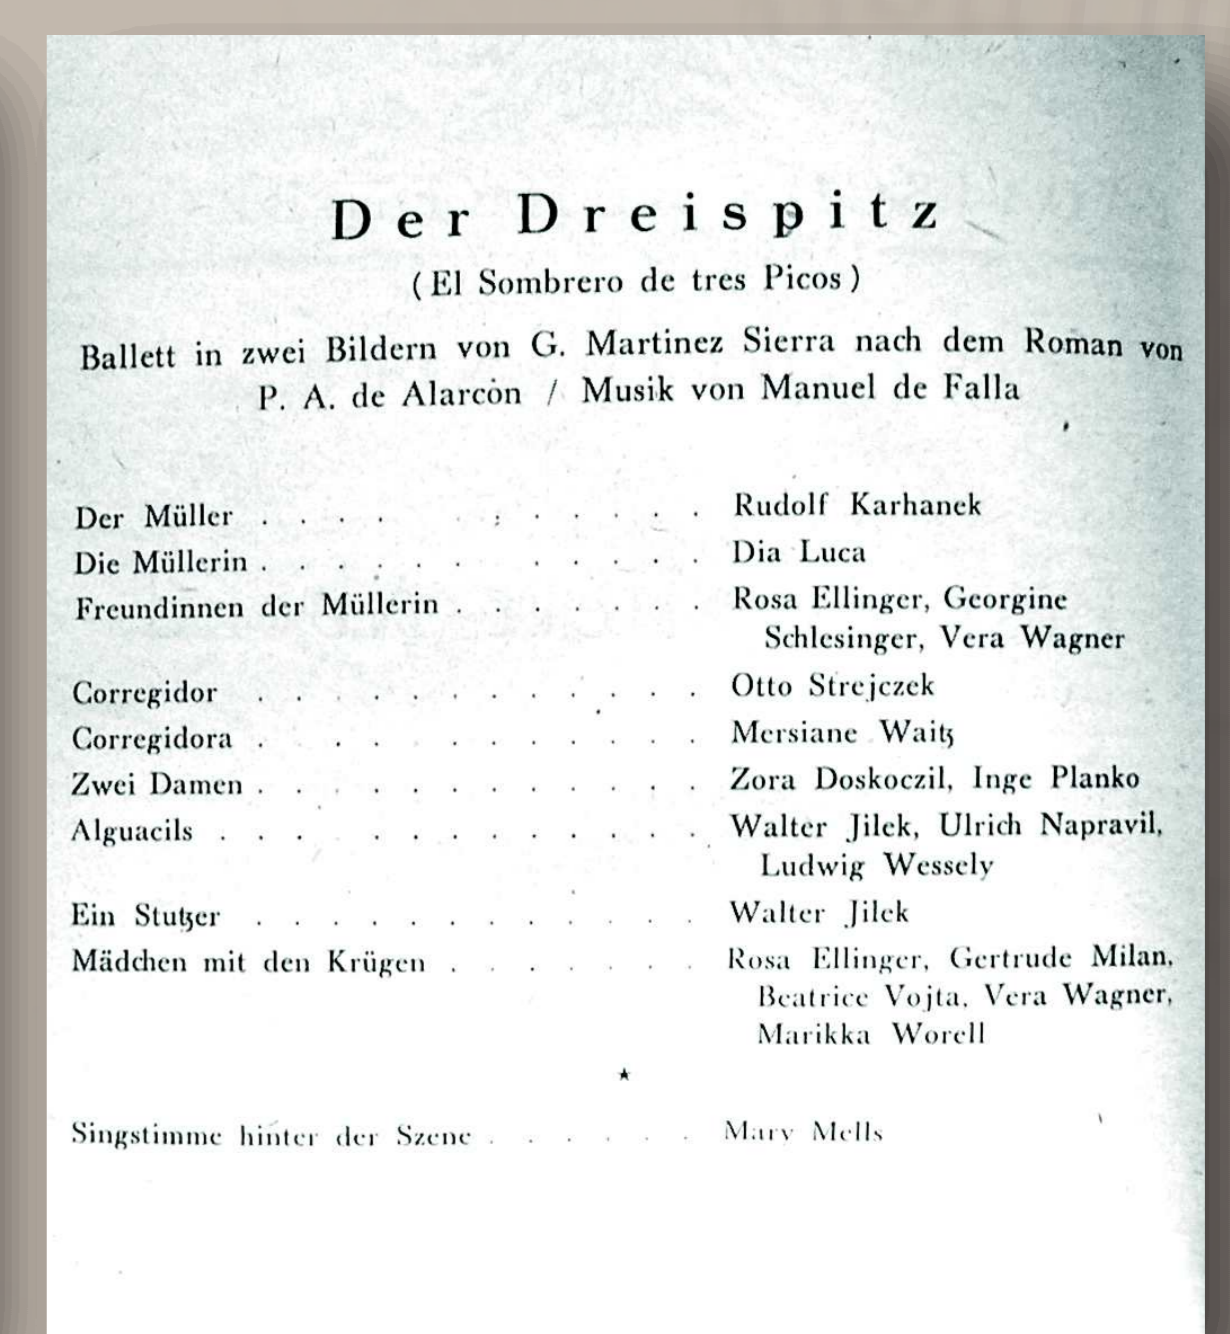 Der Dreispitz
(El Sombrero de tres Picos)
Ballett in zwei Bildern von G. Martinez Sierra nach dem Roman von
P. A. de Alarcòn / Musik von Manuel de Falla
Der Müller . . . . . . . . . . Rudolf Karhanek
Die Müllerin . . . . . . . . . . . Dia Luca
Freundinnen der Müllerin . . . . . . . Rosa Ellinger, Georgine
Schlesinger, Vera Wagner
Corregidor . . . . . . . . . . . . Otto Strejczek
Corregidora . . . . . . . . . . . Mersiane Waitz
Zwei Damen . . . . . . . . . . . . Zora Doskoczil, Inge Planko
Alguacils . . . . . . . . . . . . Walter Jilek, Ulrich Napravil,
Ludwig Wessely
Ein Stutzer . . . . . . . . . . . . Walter Jilek
Mädchen mit den Krügen . . . . . . . Rosa Ellinger, Gertrude Milan,
Beatrice Vojta, Vera Wagner,
Marikka Worell
★
Singstimme hinter der Szene . . . . . . Mary Mells